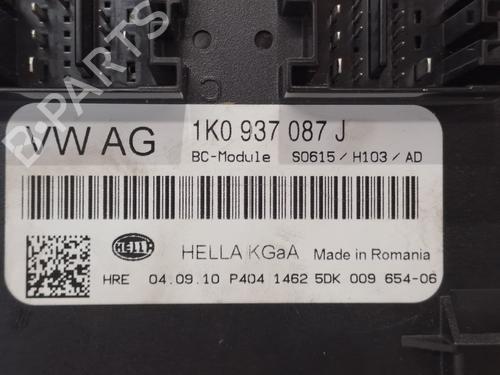 B-PARTS
VW AG 1K0 937 087 J
BC-Module S0615 / H103 / AD
HELLA HELLA KGaA Made in Romania
HRE 04.09.10 P404 1462 5DK 009 654-06